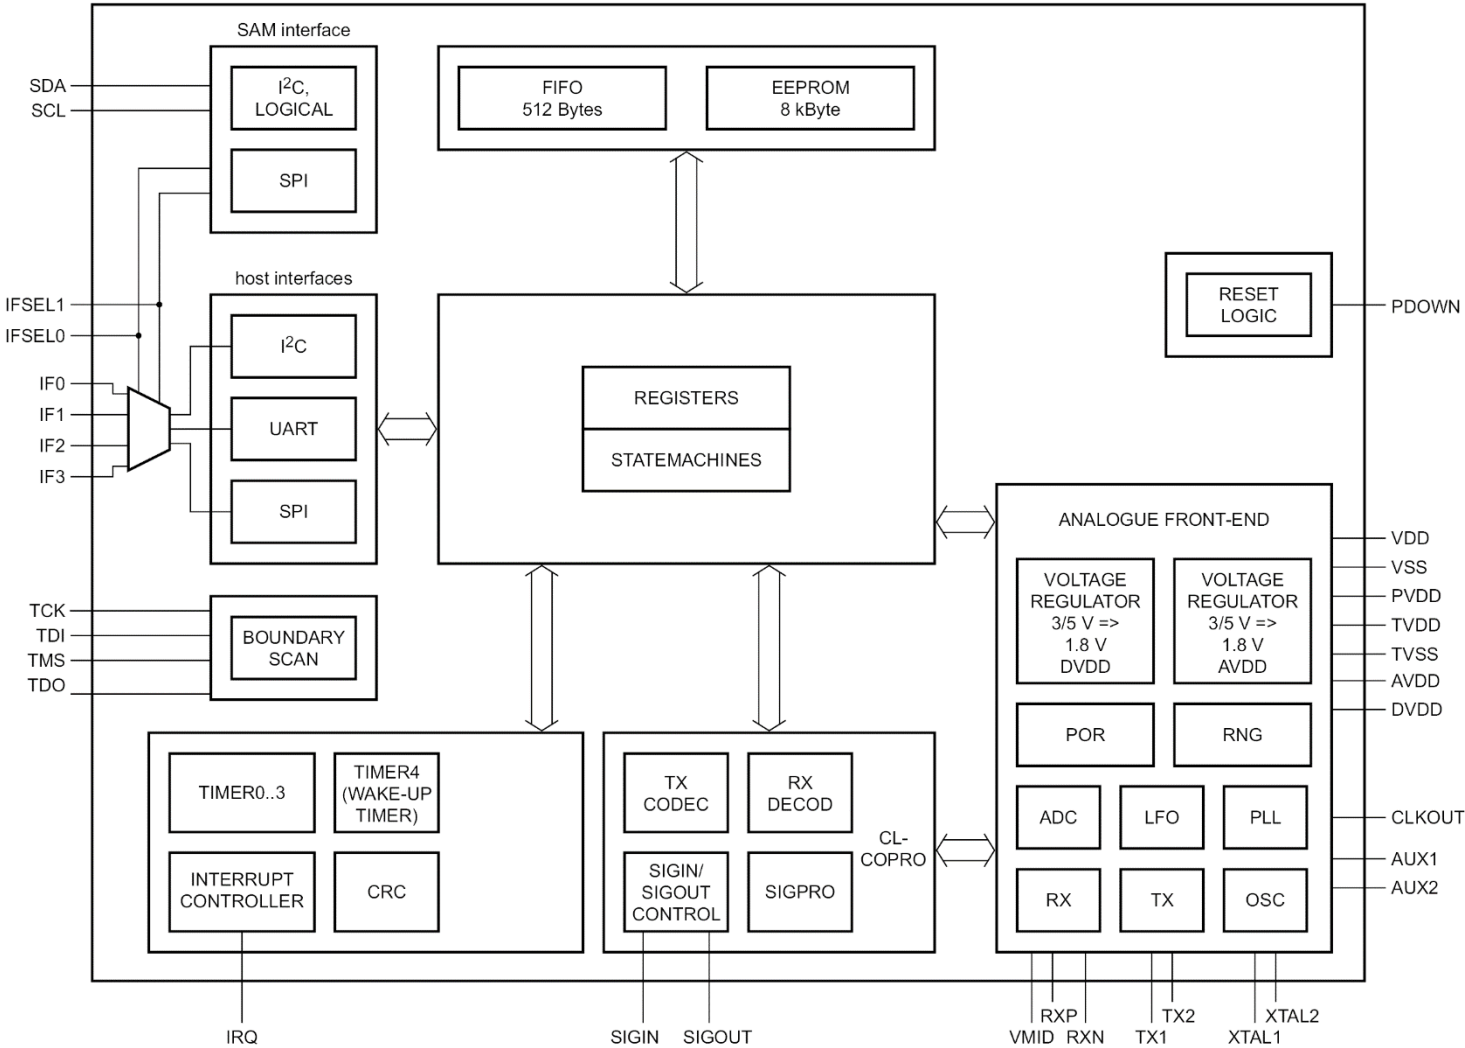 SAM interface
SDA
SCL
I²C,
LOGICAL
SPI
FIFO
512 Bytes
EEPROM
8 kByte
host interfaces
IFSEL1
IFSEL0
IF0
IF1
IF2
IF3
I²C
UART
SPI
REGISTERS
STATEMACHINES
RESET
LOGIC
PDOWN
TCK
TDI
TMS
TDO
BOUNDARY
SCAN
ANALOGUE FRONT-END
VOLTAGE
REGULATOR
3/5 V =>
1.8 V
DVDD
VOLTAGE
REGULATOR
3/5 V =>
1.8 V
AVDD
POR
RNG
ADC
LFO
PLL
RX
TX
OSC
VDD
VSS
PVDD
TVDD
TVSS
AVDD
DVDD
CLKOUT
AUX1
AUX2
TIMER0..3
TIMER4
(WAKE-UP
TIMER)
INTERRUPT
CONTROLLER
CRC
TX
CODEC
RX
DECOD
SIGIN/
SIGOUT
CONTROL
SIGPRO
CL-
COPRO
IRQ
SIGIN
SIGOUT
VMID
RXP
RXN
TX1
TX2
XTAL1
XTAL2